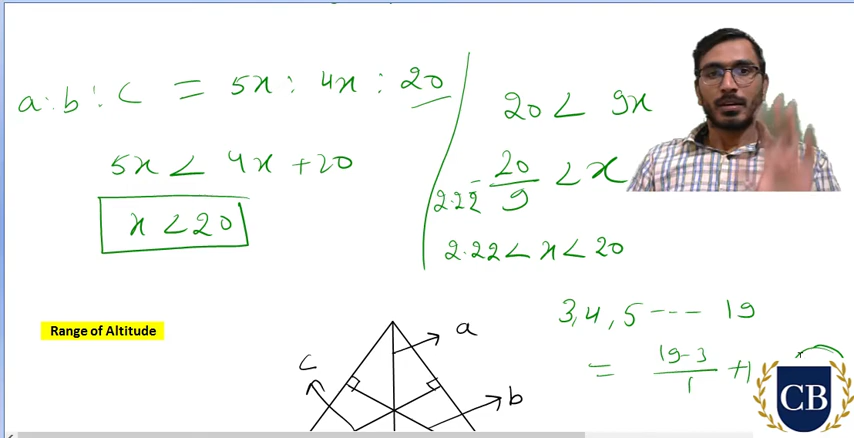 a : b : c = 5x : 4x : 20
5x < 4x + 20
x < 20
20 < 9x
2.22 = 20/9 < x
2.22 < x < 20
3, 4, 5 --- 19
= 19-3/1 + 1
Range of Altitude
a
c
b
CB